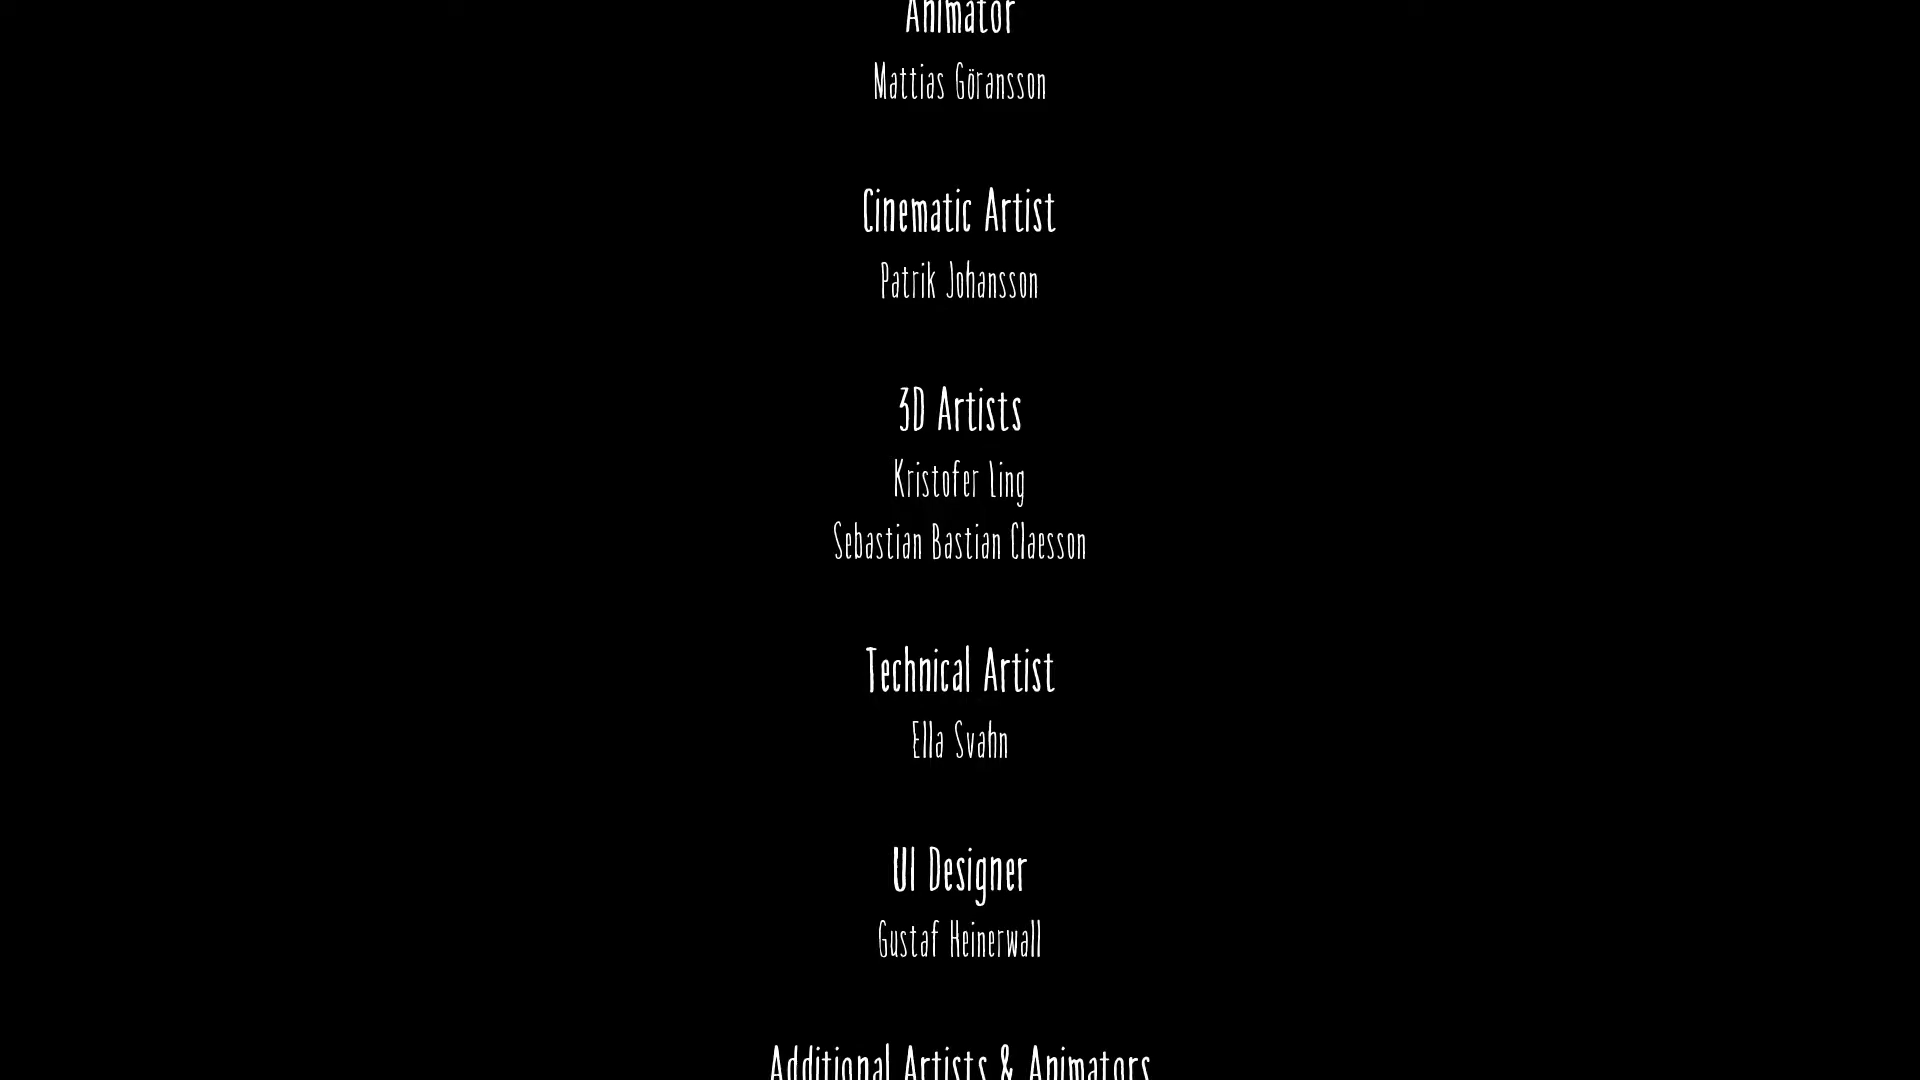 Animator
Mattias Göransson
Cinematic Artist
Patrik Johansson
3D Artists
Kristofer Ling
Sebastian Bastian Claesson
Technical Artist
Ella Svahn
UI Designer
Gustaf Heinerwall
Additional Artists & Animators